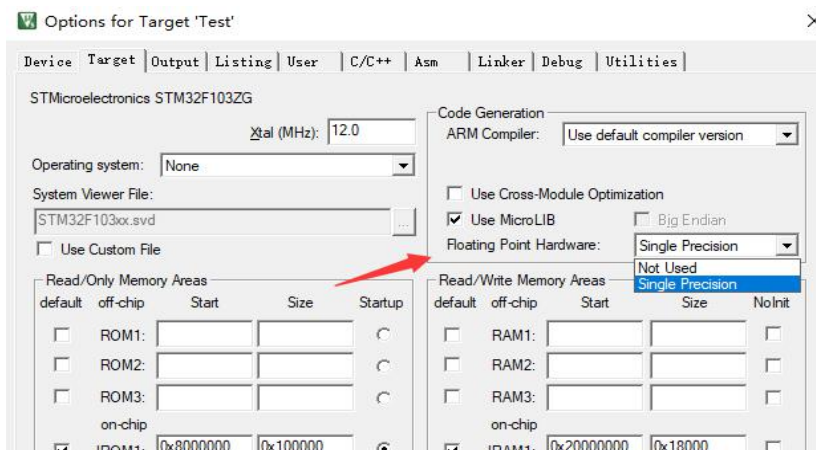 Options for Target 'Test'
Device Target Output Listing User C/C++ Asm Linker Debug Utilities
STMicroelectronics STM32F103ZG
Xtal (MHz): 12.0
Operating system: None
System Viewer File:
STM32F103xx.svd
...
Use Custom File
Code Generation
ARM Compiler: Use default compiler version
Use Cross-Module Optimization
Use MicroLIB Big Endian
Floating Point Hardware: Single Precision
Not Used
Single Precision
Read/Only Memory Areas
default off-chip Start Size Startup
ROM1:
ROM2:
ROM3:
on-chip
IROM1: 0x8000000 0x100000
Read/Write Memory Areas
default off-chip Start Size NoInit
RAM1:
RAM2:
RAM3:
on-chip
IRAM1: 0x20000000 0x18000